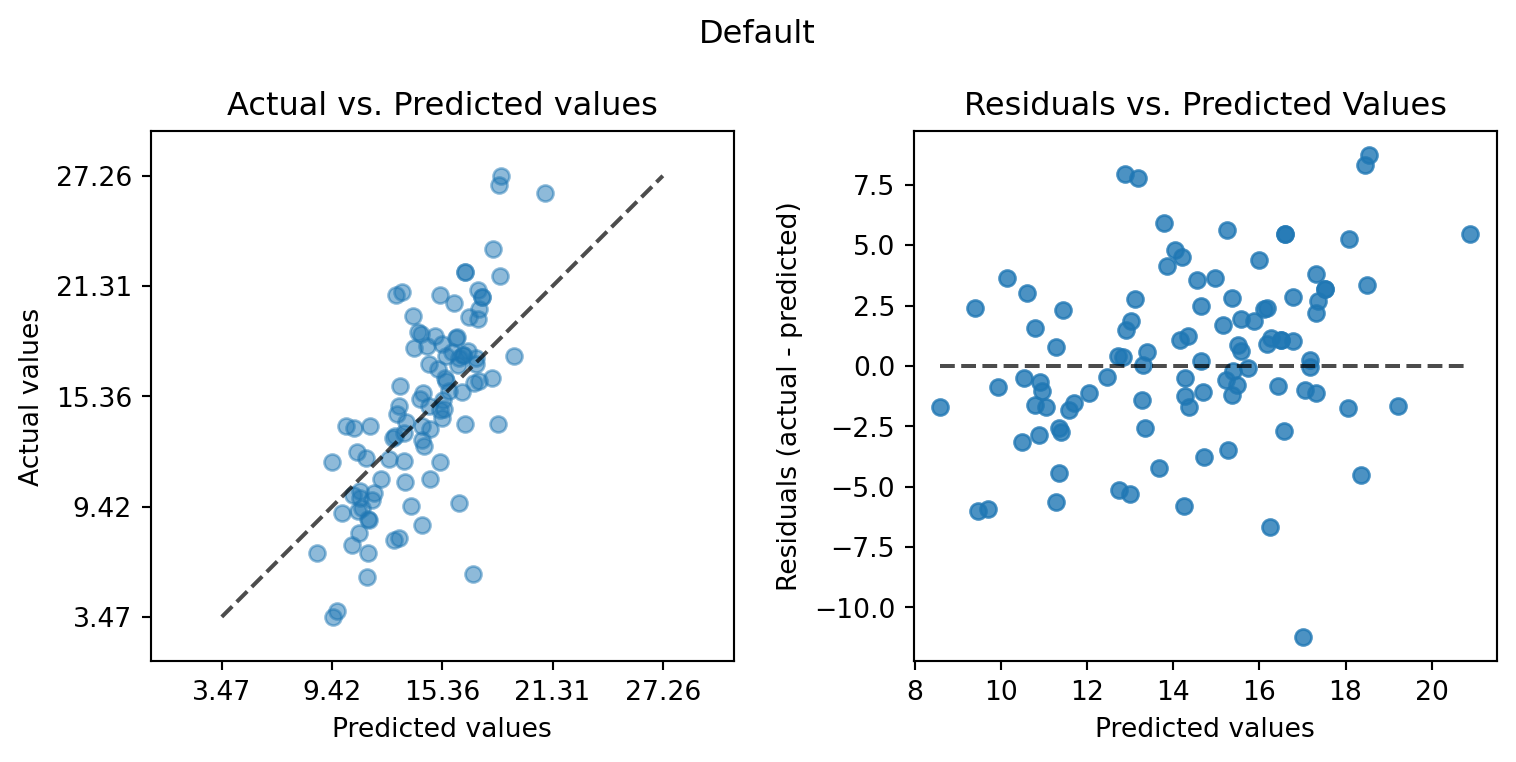 Default
Actual vs. Predicted values
27.26
21.31
15.36
9.42
3.47
Actual values
3.47 9.42 15.36 21.31 27.26
Predicted values
Residuals vs. Predicted Values
7.5
5.0
2.5
0.0
−2.5
−5.0
−7.5
−10.0
Residuals (actual - predicted)
8 10 12 14 16 18 20
Predicted values